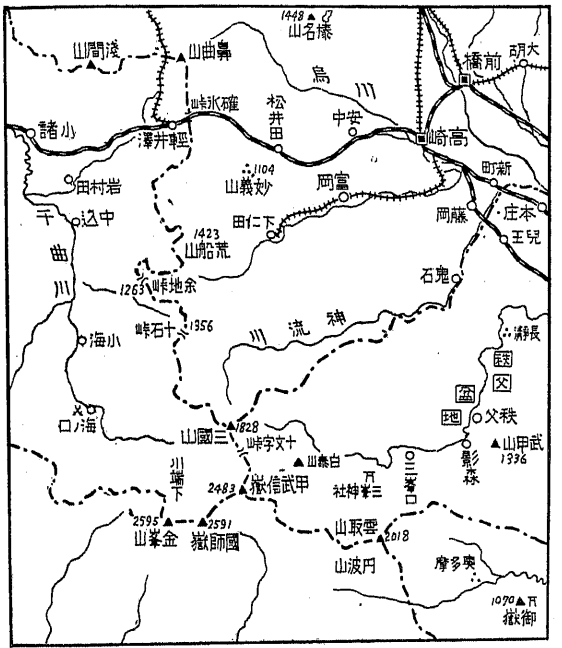 1448
榛名山
淺間山
鼻曲山
烏川
前橋
大胡
小諸
碓氷峠
輕井澤
松井田
安中
高崎
岩村田
1104
妙義山
富岡
新町
中込
下仁田
藤岡
本庄
兒玉
千曲川
1423
荒船山
鬼石
1263
余地峠
十石峠
1356
神流川
長瀞
小海
秩父
盆地
海ノ口
三國山
1828
十文字峠
秩父
武甲山
1336
影森
白泰山
川端下
2483
甲武信嶽
三峯神社
三峯口
2595
金峯山
2591
國師嶽
雲取山
2018
丹波山
奥多摩
1070
御嶽